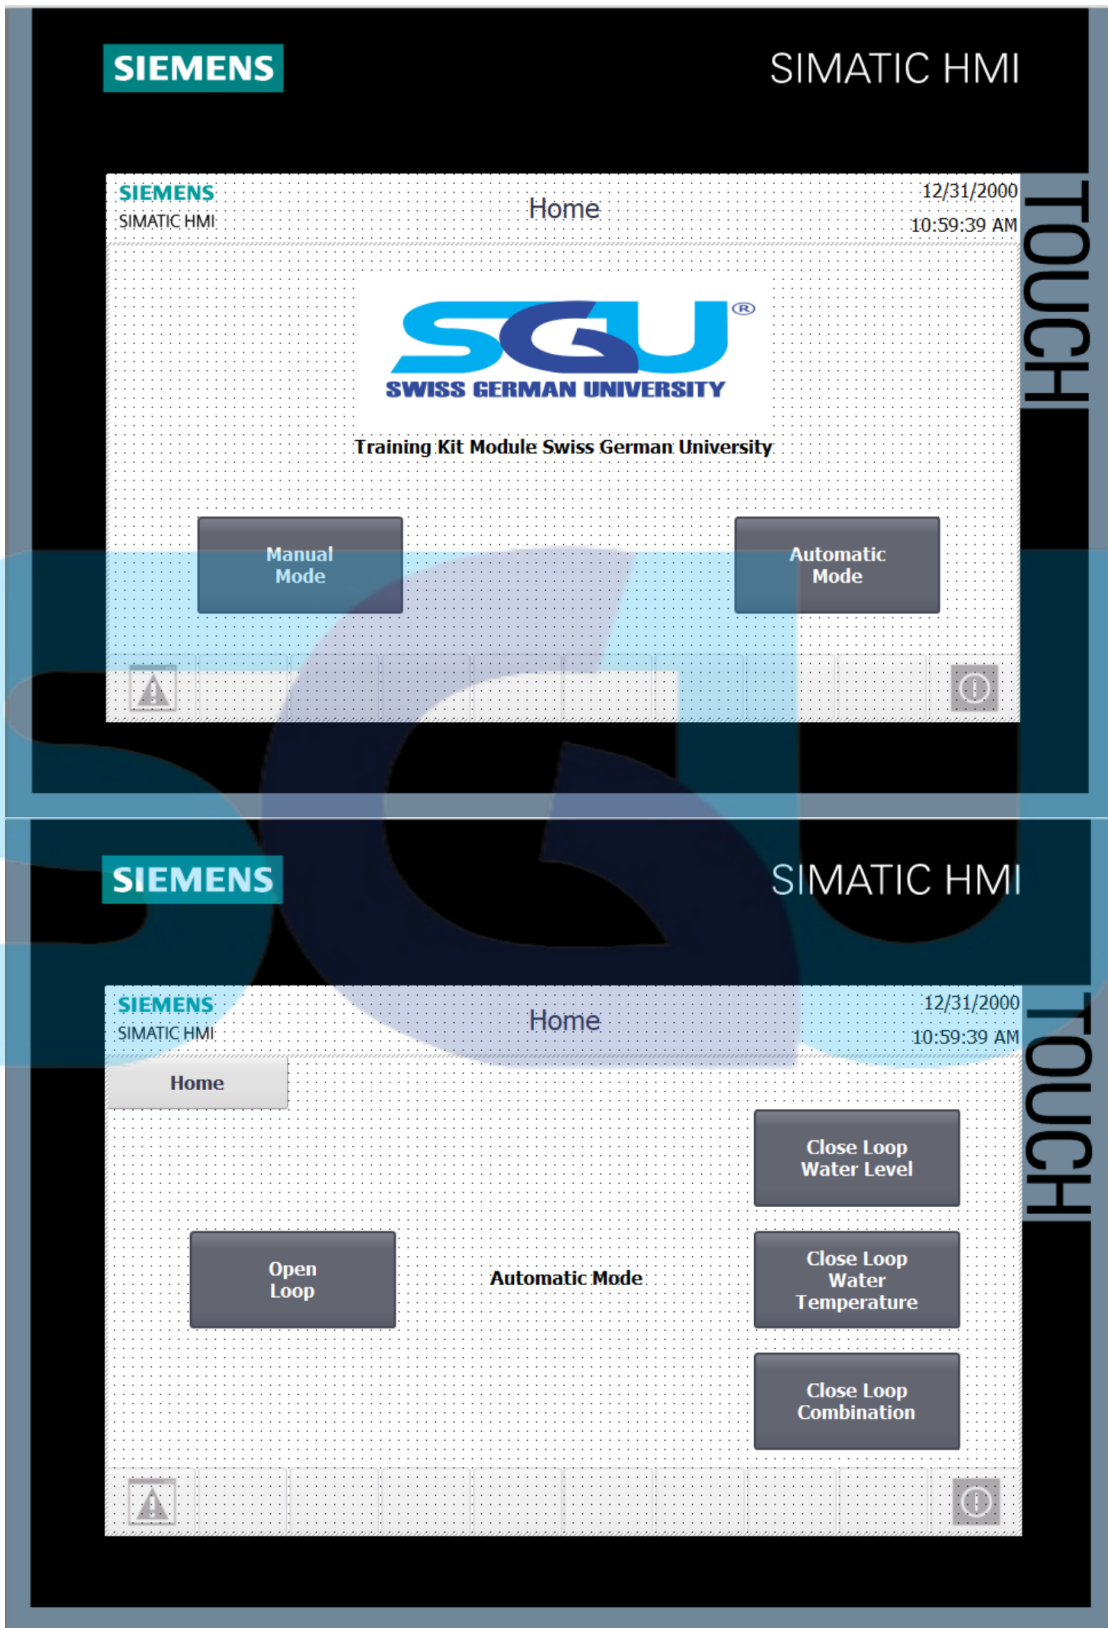 SIEMENS
SIMATIC HMI
TOUCH
SIEMENS
SIMATIC HMI
Home
12/31/2000
10:59:39 AM
SGU®
SWISS GERMAN UNIVERSITY
Training Kit Module Swiss German University
Manual
Mode
Automatic
Mode
SGU
SIEMENS
SIMATIC HMI
TOUCH
SIEMENS
SIMATIC HMI
Home
12/31/2000
10:59:39 AM
Home
Open
Loop
Automatic Mode
Close Loop
Water Level
Close Loop
Water
Temperature
Close Loop
Combination